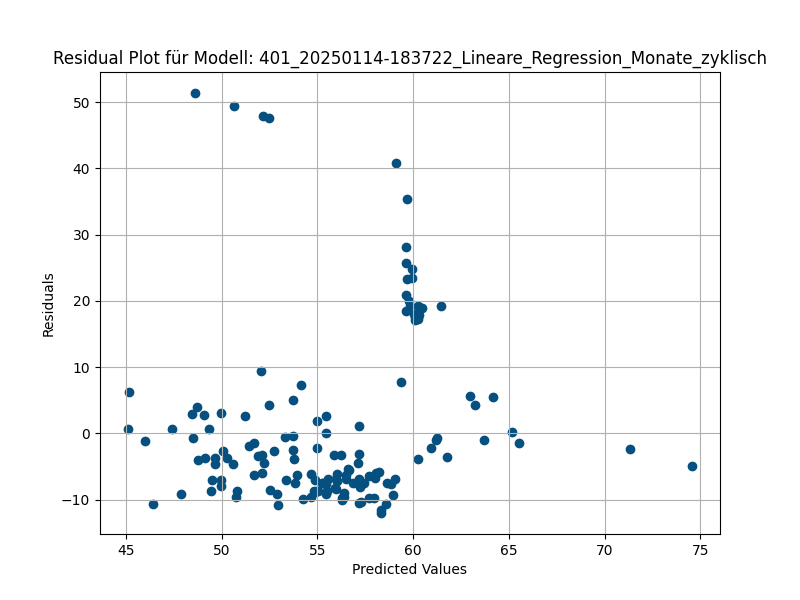 Residual Plot für Modell: 401_20250114-183722_Lineare_Regression_Monate_zyklisch
50
40
30
20
10
0
−10
Residuals
45 50 55 60 65 70 75
Predicted Values